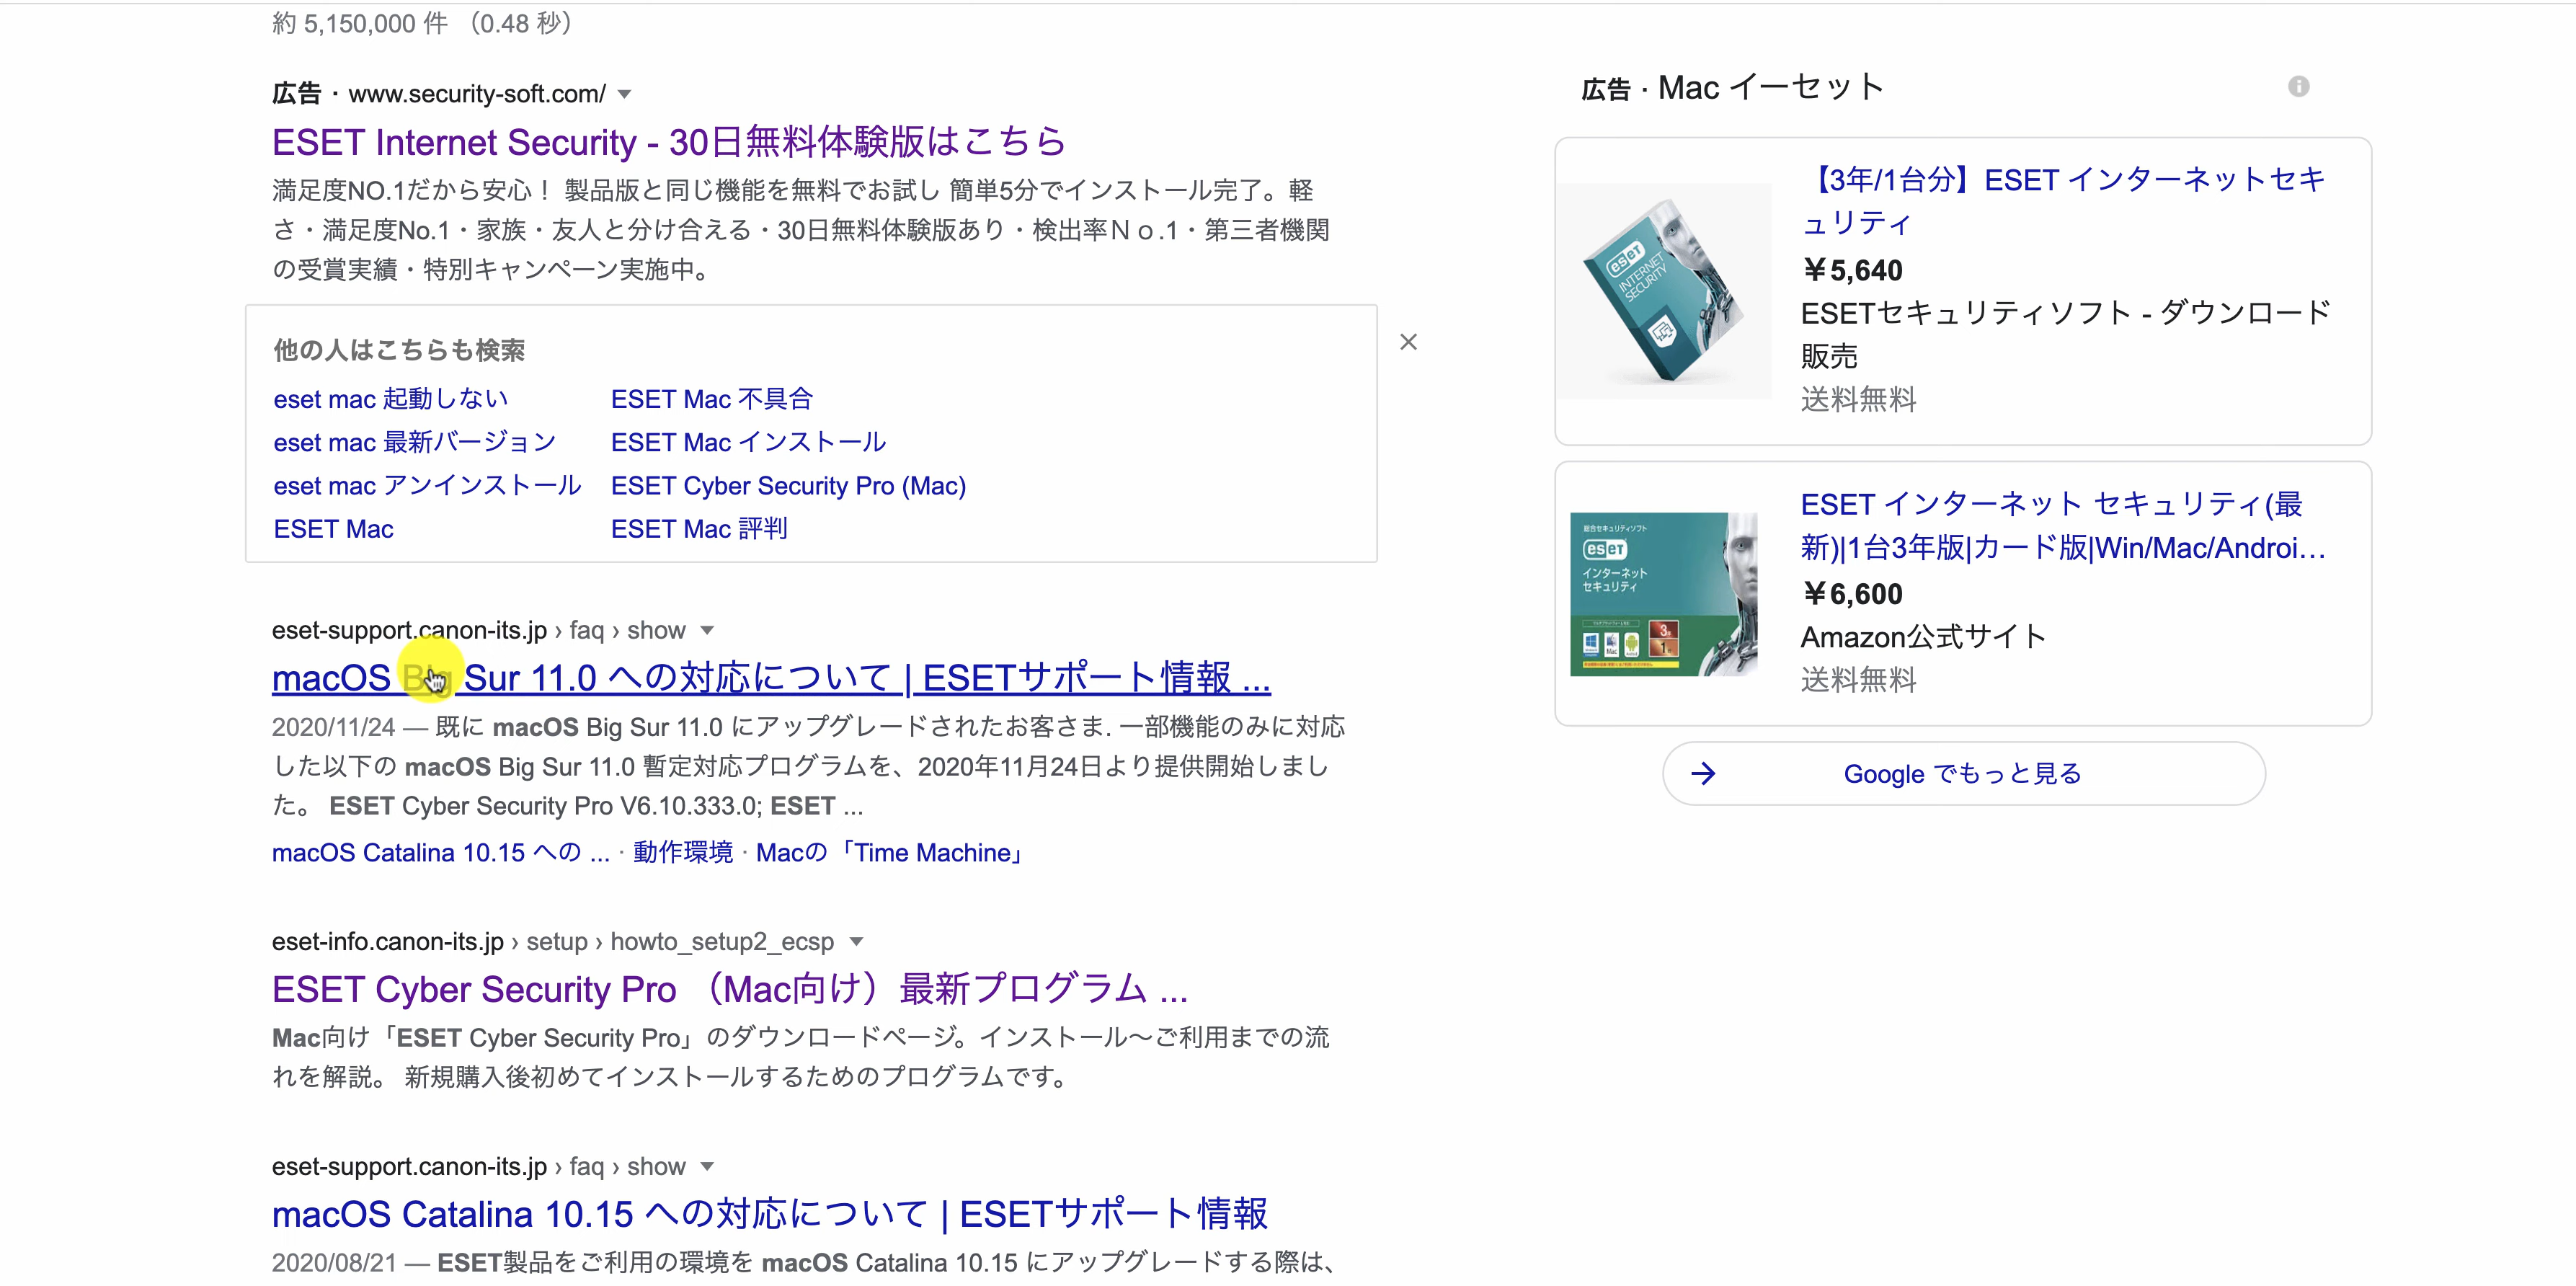 約 5,150,000 件 （0.48 秒）
広告 · www.security-soft.com/
ESET Internet Security - 30日無料体験版はこちら
満足度NO.1だから安心！ 製品版と同じ機能を無料でお試し 簡単5分でインストール完了。軽
さ・満足度No.1・家族・友人と分け合える・30日無料体験版あり・検出率Ｎｏ.1・第三者機関
の受賞実績・特別キャンペーン実施中。
他の人はこちらも検索
eset mac 起動しない ESET Mac 不具合
eset mac 最新バージョン ESET Mac インストール
eset mac アンインストール ESET Cyber Security Pro (Mac)
ESET Mac ESET Mac 評判
eset-support.canon-its.jp › faq › show
macOS Big Sur 11.0 への対応について | ESETサポート情報 ...
2020/11/24 — 既に macOS Big Sur 11.0 にアップグレードされたお客さま. 一部機能のみに対応
した以下の macOS Big Sur 11.0 暫定対応プログラムを、2020年11月24日より提供開始しまし
た。 ESET Cyber Security Pro V6.10.333.0; ESET ...
macOS Catalina 10.15 への ... · 動作環境 · Macの「Time Machine」
eset-info.canon-its.jp › setup › howto_setup2_ecsp
ESET Cyber Security Pro （Mac向け）最新プログラム ...
Mac向け「ESET Cyber Security Pro」のダウンロードページ。インストール～ご利用までの流
れを解説。 新規購入後初めてインストールするためのプログラムです。
eset-support.canon-its.jp › faq › show
macOS Catalina 10.15 への対応について | ESETサポート情報
2020/08/21 — ESET製品をご利用の環境を macOS Catalina 10.15 にアップグレードする際は、
広告 · Mac イーセット
eset
INTERNET
SECURITY
【3年/1台分】ESET インターネットセキ
ュリティ
￥5,640
ESETセキュリティソフト - ダウンロード
販売
送料無料
総合セキュリティソフト
eset
インターネット
セキュリティ
ESET インターネット セキュリティ(最
新)|1台3年版|カード版|Win/Mac/Androi…
￥6,600
Amazon公式サイト
送料無料
Google でもっと見る